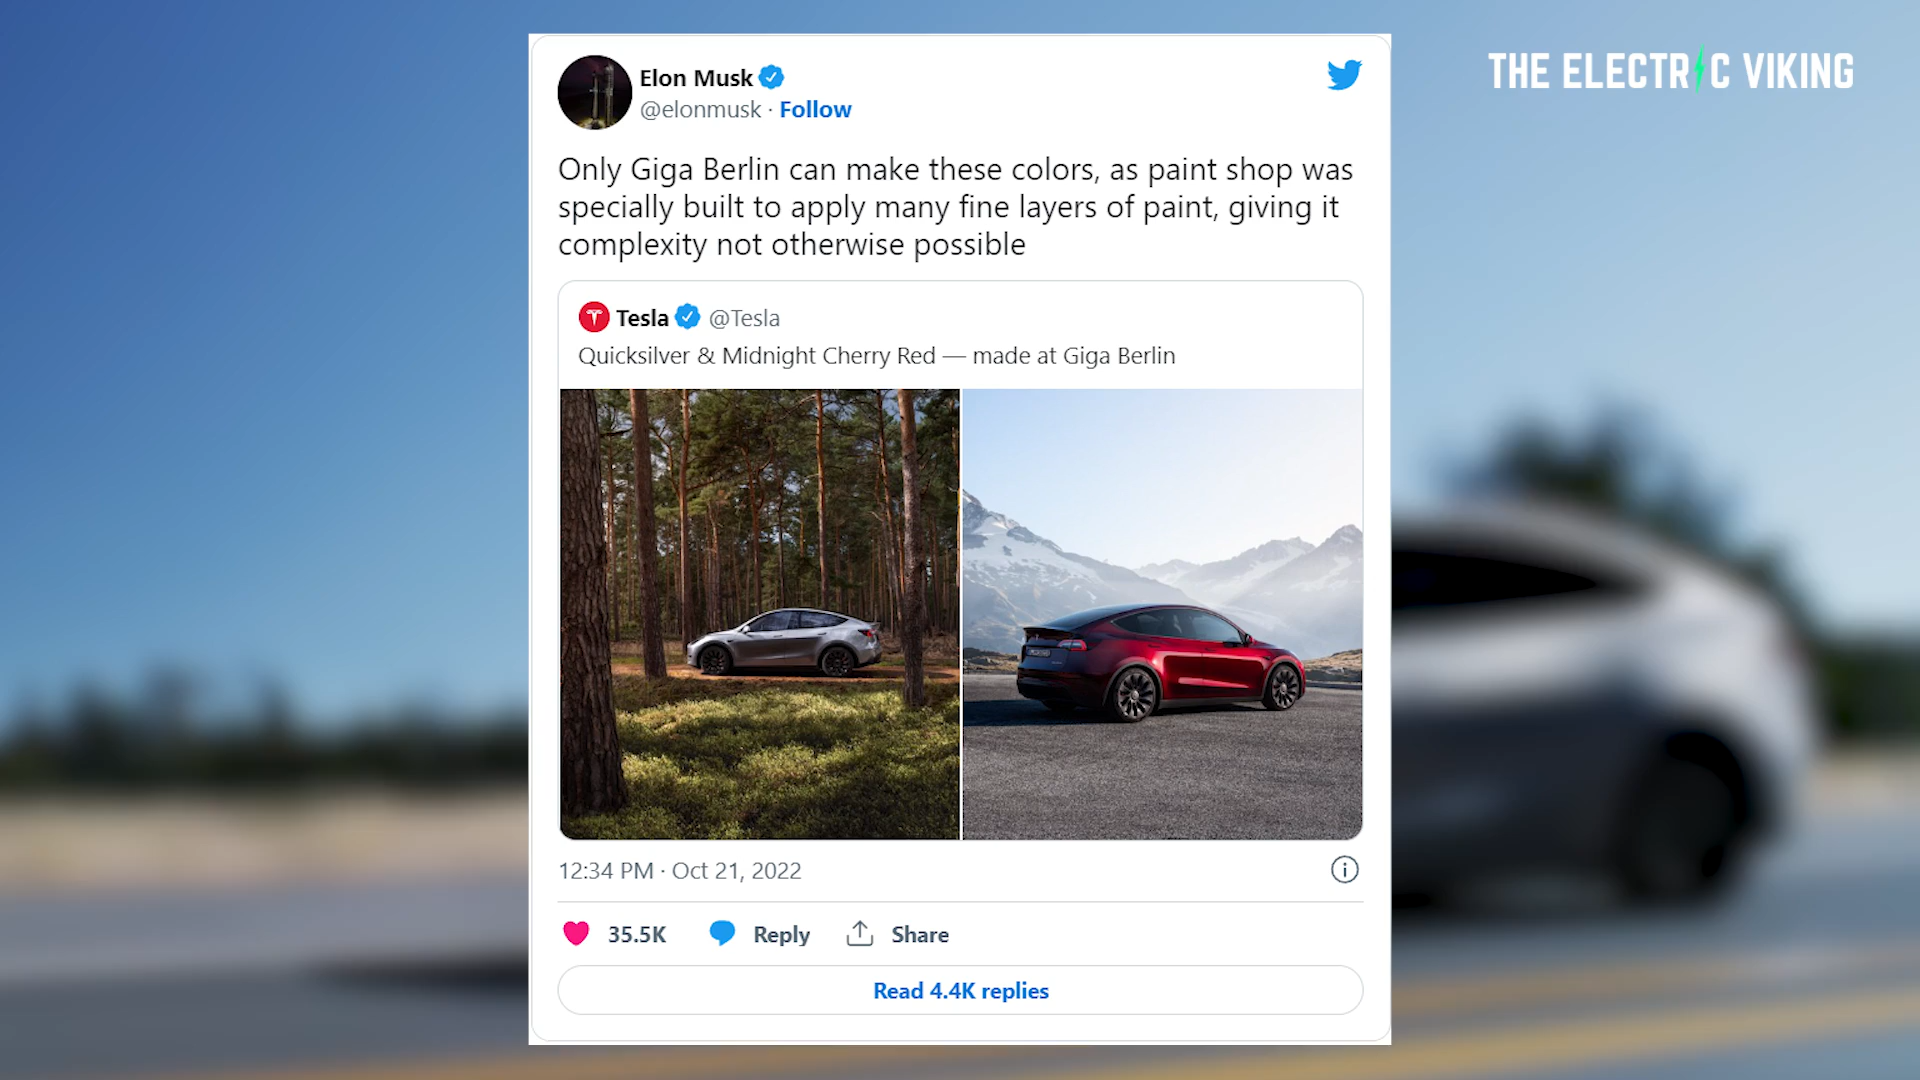 THE ELECTRIC VIKING
Elon Musk
@elonmusk · Follow
Only Giga Berlin can make these colors, as paint shop was
specially built to apply many fine layers of paint, giving it
complexity not otherwise possible
Tesla @Tesla
Quicksilver & Midnight Cherry Red — made at Giga Berlin
12:34 PM · Oct 21, 2022
35.5K Reply Share
Read 4.4K replies